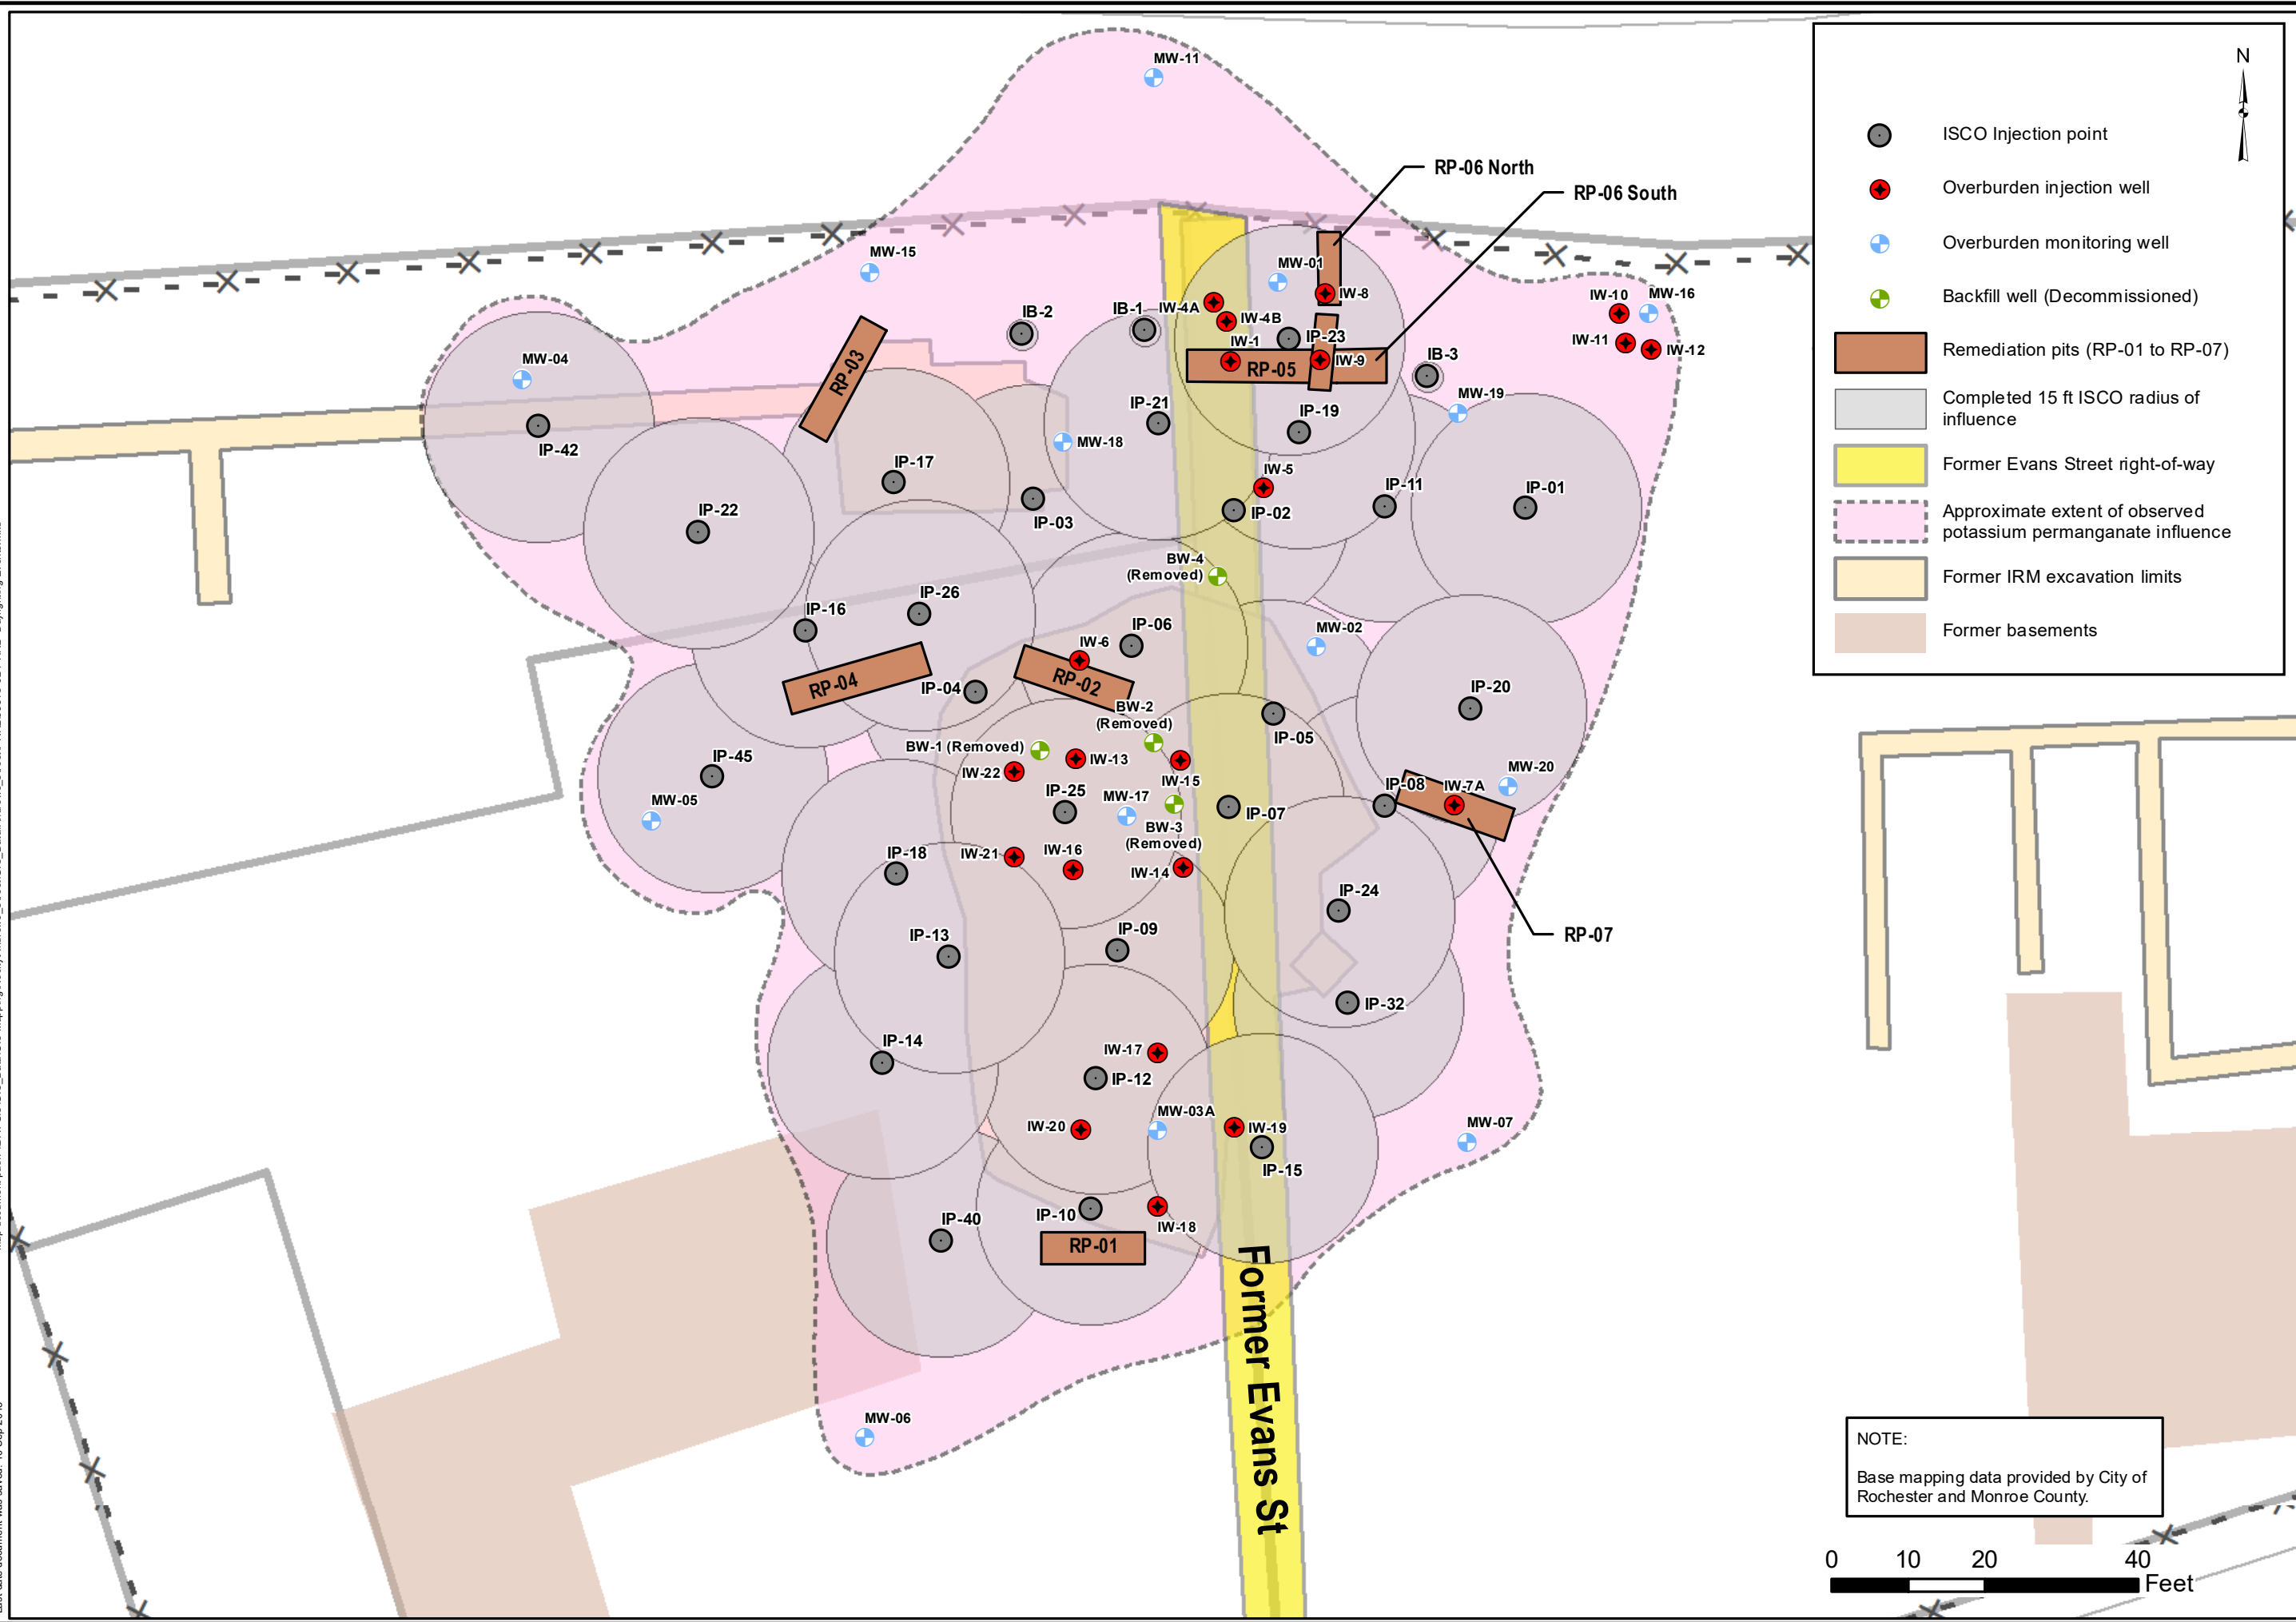 MW-11
N
ISCO Injection point
Overburden injection well
Overburden monitoring well
Backfill well (Decommissioned)
Remediation pits (RP-01 to RP-07)
Completed 15 ft ISCO radius of
influence
Former Evans Street right-of-way
Approximate extent of observed
potassium permanganate influence
Former IRM excavation limits
Former basements
RP-06 North
RP-06 South
MW-15
MW-01
IW-8
IW-10
MW-16
IB-2
IB-1
IW-4A
IW-4B
IP-23
IW-1
IW-11
IW-12
RP-03
MW-04
RP-05
IW-9
IB-3
MW-19
IP-21
IP-19
IP-42
MW-18
IP-17
IW-5
IP-11
IP-01
IP-22
IP-03
IP-02
BW-4
(Removed)
IP-26
IP-16
IP-06
MW-02
IW-6
RP-04
IP-04
RP-02
IP-20
BW-2
(Removed)
IP-05
BW-1 (Removed)
IW-13
IP-45
IW-22
IW-15
MW-20
IP-08
IW-7A
MW-05
IP-25
MW-17
IP-07
BW-3
(Removed)
IP-18
IW-21
IW-16
IW-14
IP-24
RP-07
IP-13
IP-09
IP-32
IP-14
IW-17
IP-12
MW-03A
IW-20
IW-19
MW-07
IP-15
IP-40
IP-10
IW-18
RP-01
Former Evans St
MW-06
NOTE:
Base mapping data provided by City of
Rochester and Monroe County.
0 10 20 40
Feet